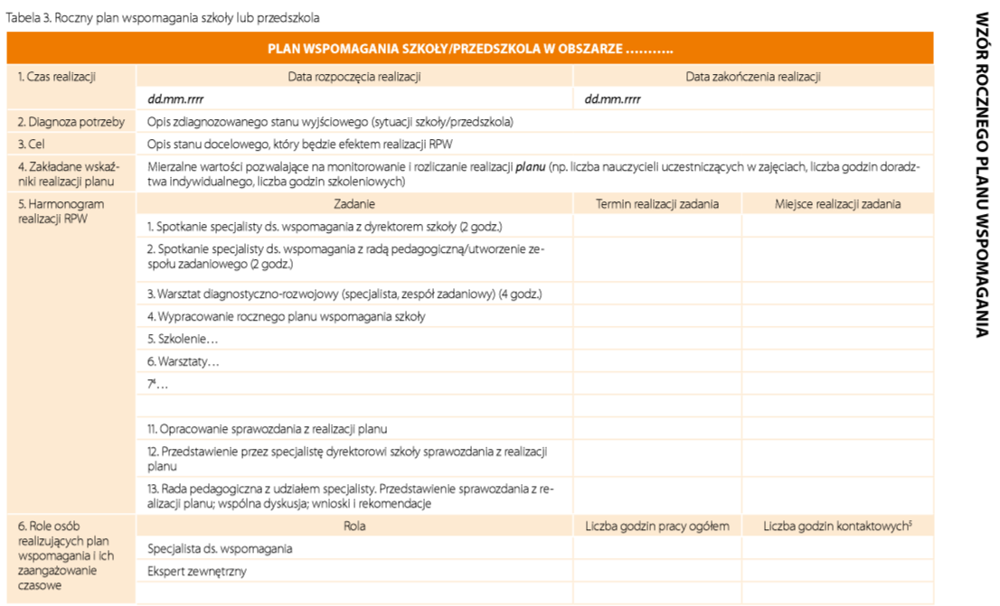 Tabela 3. Roczny plan wspomagania szkoły lub przedszkola
PLAN WSPOMAGANIA SZKOŁY/PRZEDSZKOLA W OBSZARZE ………..
1. Czas realizacji
Data rozpoczęcia realizacji
Data zakończenia realizacji
dd.mm.rrrr
dd.mm.rrrr
2. Diagnoza potrzeby
Opis zdiagnozowanego stanu wyjściowego (sytuacji szkoły/przedszkola)
3. Cel
Opis stanu docelowego, który będzie efektem realizacji RPW
4. Zakładane wskaź-
niki realizacji planu
Mierzalne wartości pozwalające na monitorowanie i rozliczanie realizacji planu (np. liczba nauczycieli uczestniczących w zajęciach, liczba godzin doradz-
twa indywidualnego, liczba godzin szkoleniowych)
5. Harmonogram
realizacji RPW
Zadanie
Termin realizacji zadania
Miejsce realizacji zadania
1. Spotkanie specjalisty ds. wspomagania z dyrektorem szkoły (2 godz.)
2. Spotkanie specjalisty ds. wspomagania z radą pedagogiczną/utworzenie ze-
społu zadaniowego (2 godz.)
3. Warsztat diagnostyczno-rozwojowy (specjalista, zespół zadaniowy) (4 godz.)
4. Wypracowanie rocznego planu wspomagania szkoły
5. Szkolenie…
6. Warsztaty…
7⁴…
11. Opracowanie sprawozdania z realizacji planu
12. Przedstawienie przez specjalistę dyrektorowi szkoły sprawozdania z realizacji
planu
13. Rada pedagogiczna z udziałem specjalisty. Przedstawienie sprawozdania z re-
alizacji planu; wspólna dyskusja; wnioski i rekomendacje
6. Role osób
realizujących plan
wspomagania i ich
zaangażowanie
czasowe
Rola
Liczba godzin pracy ogółem
Liczba godzin kontaktowych⁵
Specjalista ds. wspomagania
Ekspert zewnętrzny
WZÓR ROCZNEGO PLANU WSPOMAGANIA